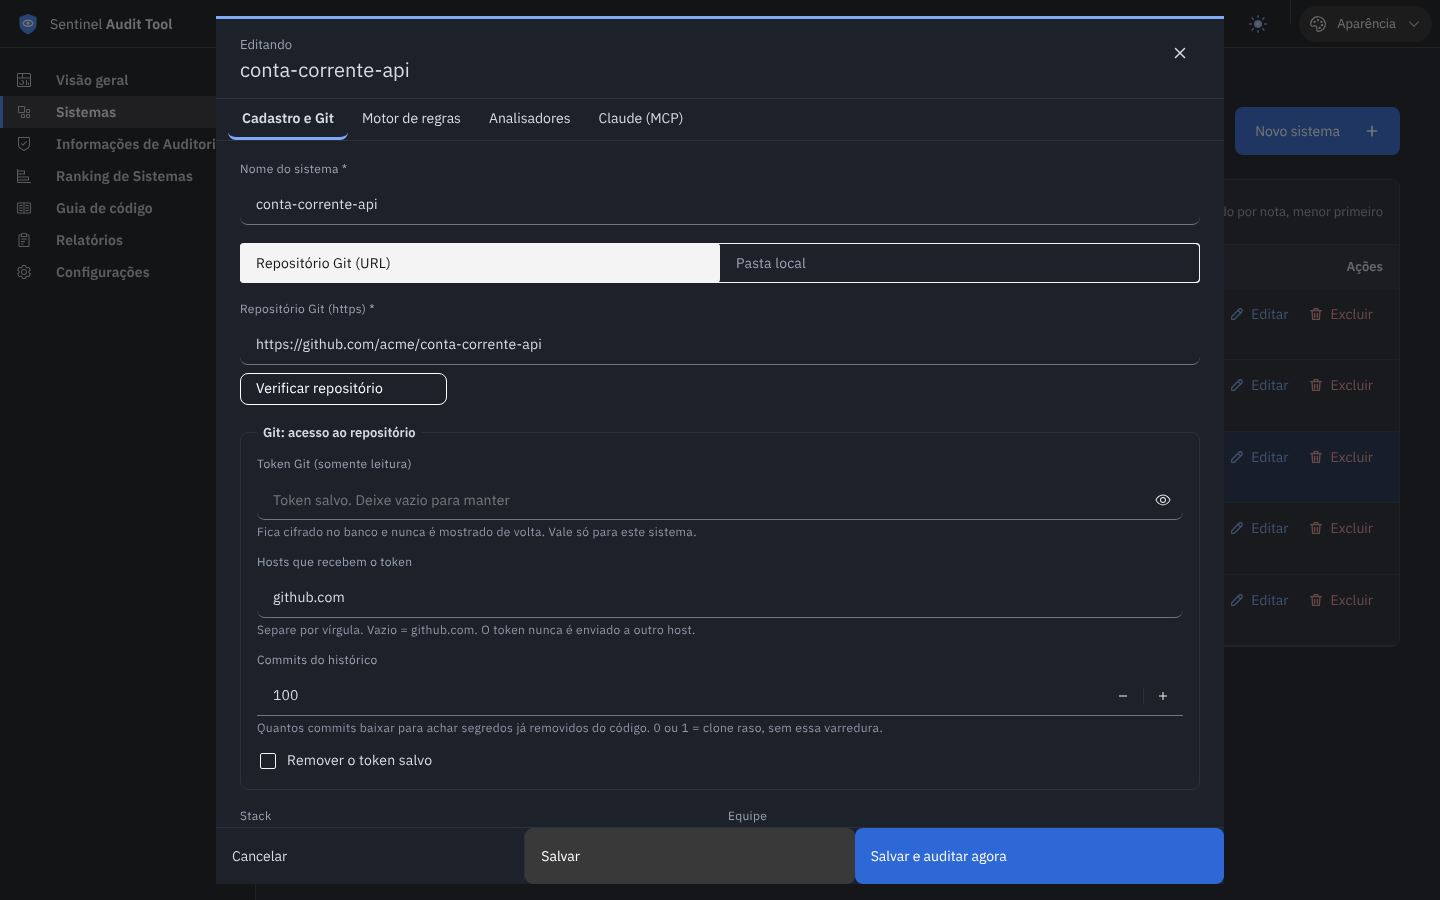 Sentinel Audit Tool
Aparência
Visão geral
Sistemas
Informações de Auditori
Ranking de Sistemas
Guia de código
Relatórios
Configurações
Editando
conta-corrente-api
Cadastro e Git
Motor de regras
Analisadores
Claude (MCP)
Nome do sistema *
conta-corrente-api
Repositório Git (URL)
Pasta local
Repositório Git (https) *
https://github.com/acme/conta-corrente-api
Verificar repositório
Git: acesso ao repositório
Token Git (somente leitura)
Token salvo. Deixe vazio para manter
Fica cifrado no banco e nunca é mostrado de volta. Vale só para este sistema.
Hosts que recebem o token
github.com
Separe por vírgula. Vazio = github.com. O token nunca é enviado a outro host.
Commits do histórico
100
Quantos commits baixar para achar segredos já removidos do código. 0 ou 1 = clone raso, sem essa varredura.
Remover o token salvo
Stack
Equipe
Cancelar
Salvar
Salvar e auditar agora
Novo sistema
por nota, menor primeiro
Ações
Editar Excluir
Editar Excluir
Editar Excluir
Editar Excluir
Editar Excluir